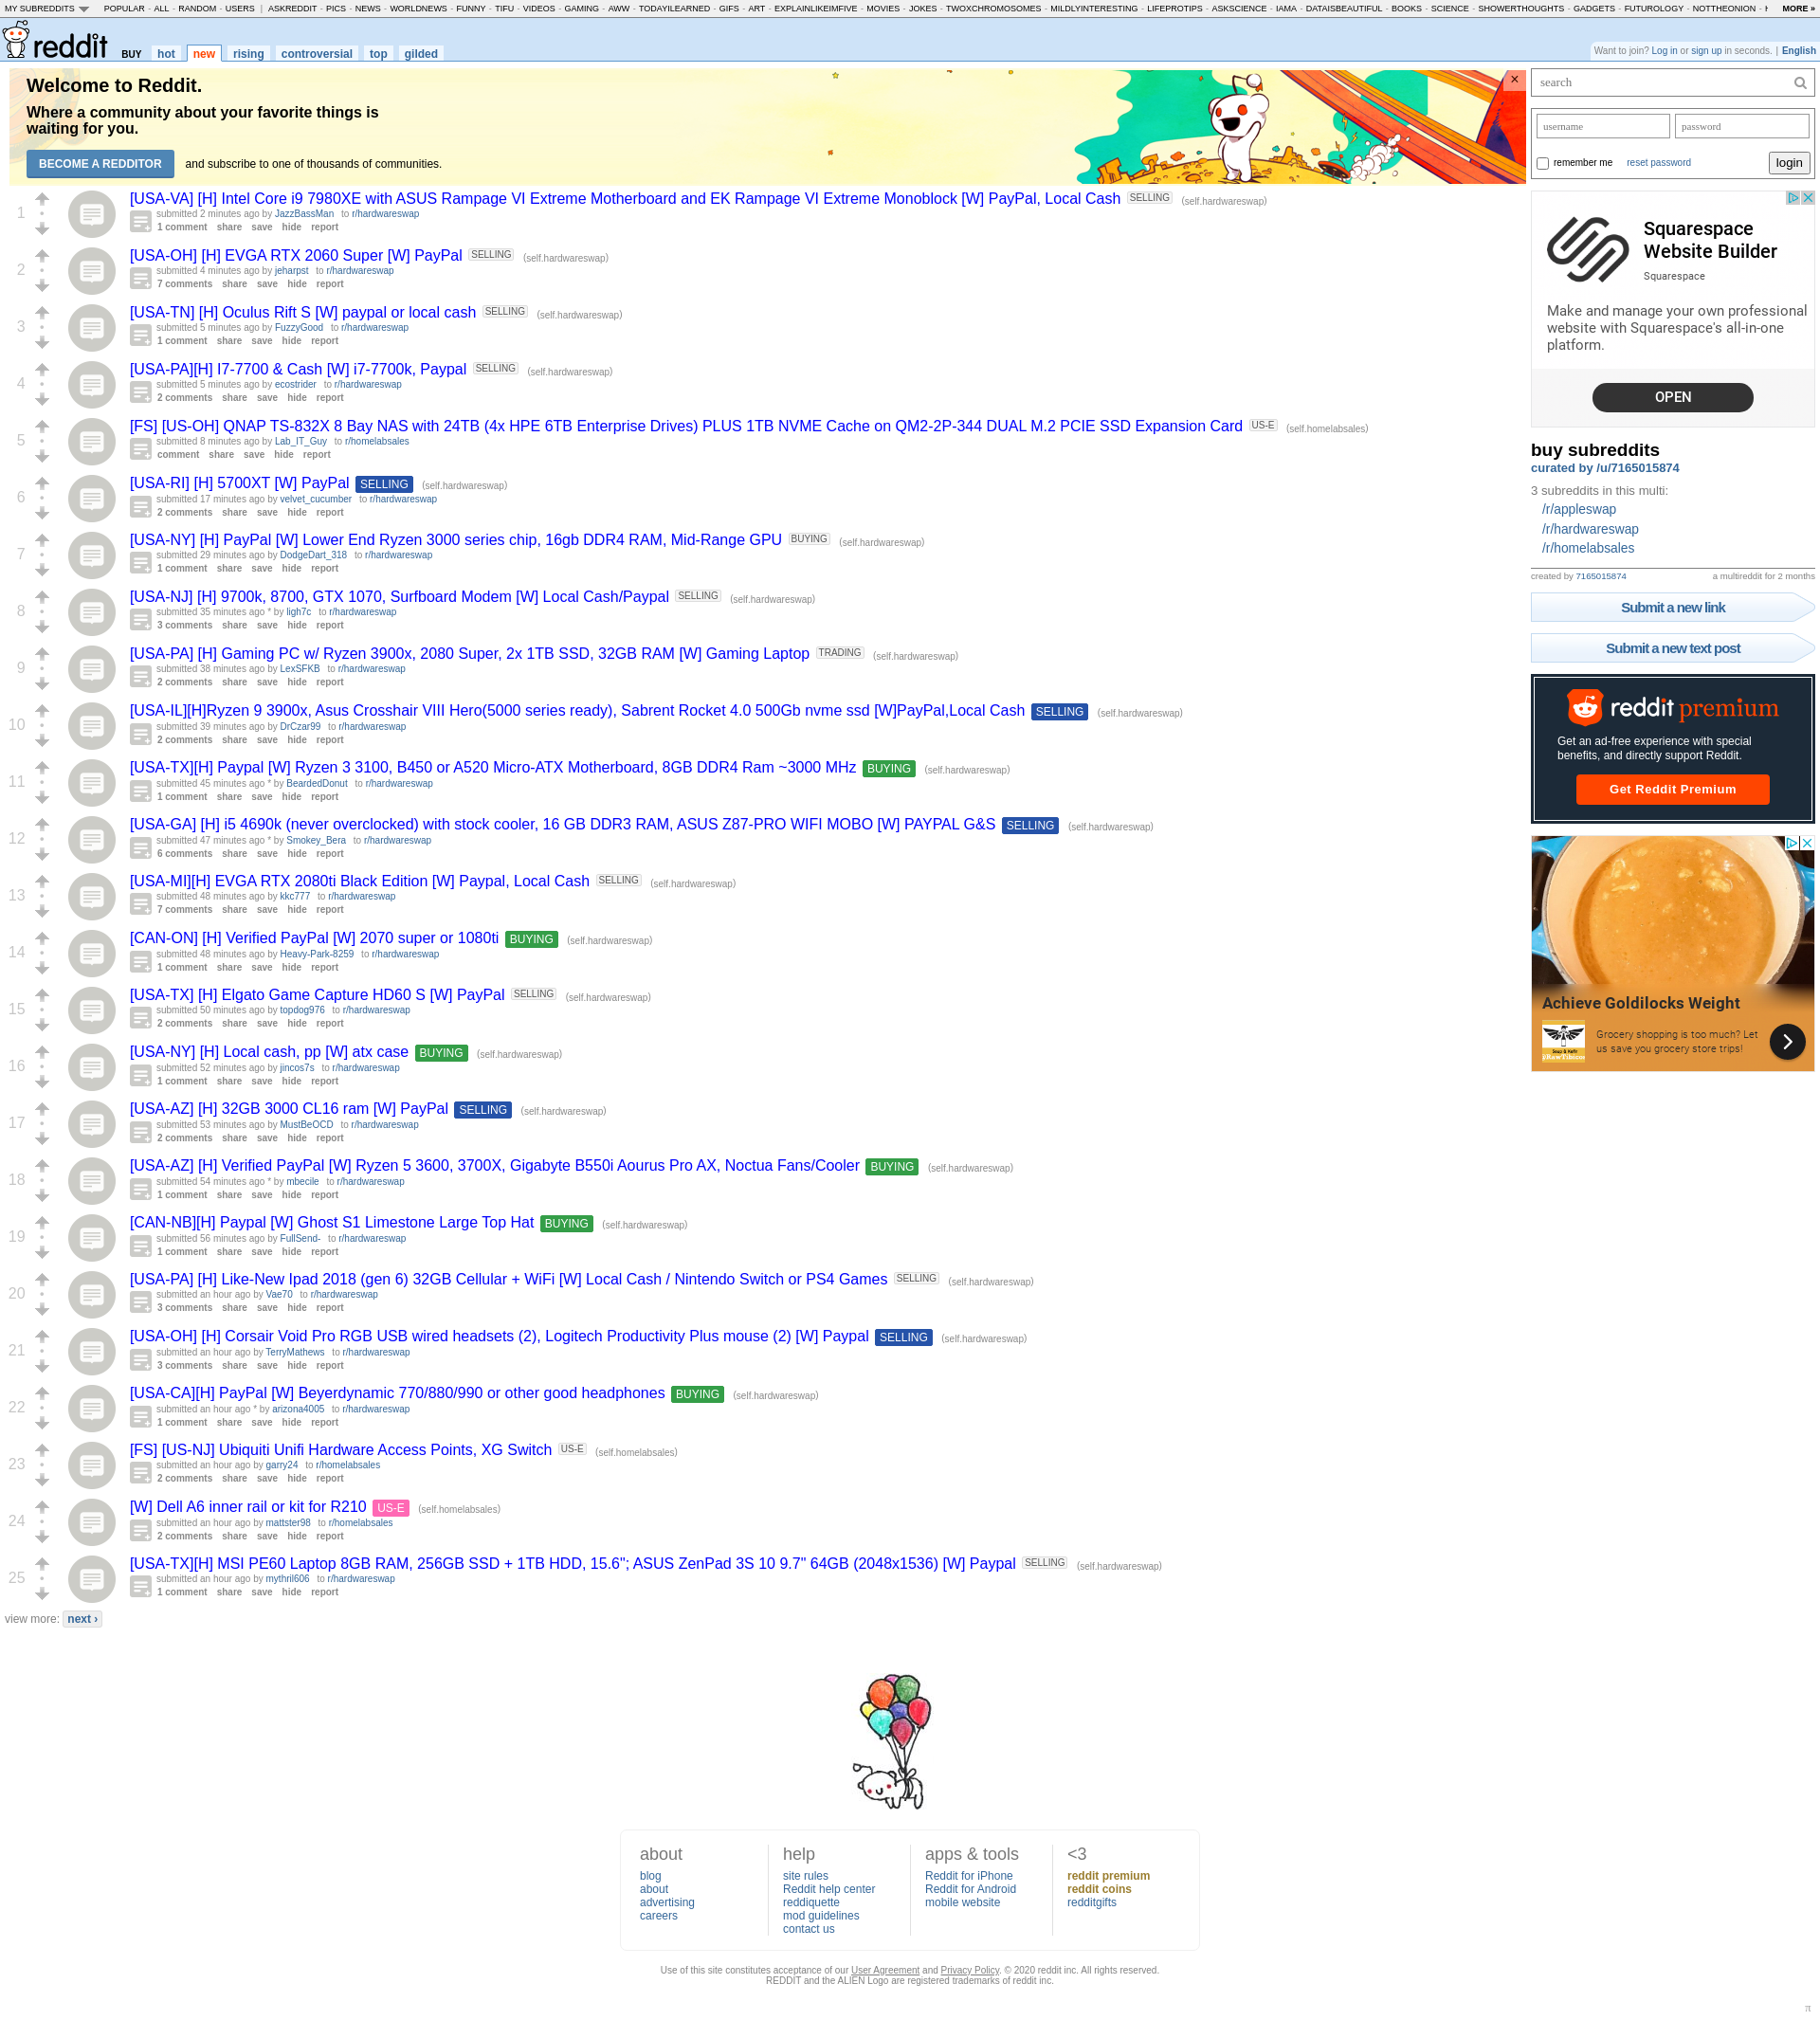 MY SUBREDDITS POPULAR - ALL - RANDOM - USERS | ASKREDDIT - PICS - NEWS - WORLDNEWS - FUNNY - TIFU - VIDEOS - GAMING - AWW - TODAYILEARNED - GIFS - ART - EXPLAINLIKEIMFIVE - MOVIES - JOKES - TWOXCHROMOSOMES - MILDLYINTERESTING - LIFEPROTIPS - ASKSCIENCE - IAMA - DATAISBEAUTIFUL - BOOKS - SCIENCE - SHOWERTHOUGHTS - GADGETS - FUTUROLOGY - NOTTHEONION - MORE »
reddit BUY hot new rising controversial top gilded
Want to join? Log in or sign up in seconds. | English
Welcome to Reddit.
Where a community about your favorite things is
waiting for you.
BECOME A REDDITOR and subscribe to one of thousands of communities.
1
[USA-VA] [H] Intel Core i9 7980XE with ASUS Rampage VI Extreme Motherboard and EK Rampage VI Extreme Monoblock [W] PayPal, Local Cash SELLING (self.hardwareswap)
submitted 2 minutes ago by JazzBassMan to r/hardwareswap
1 comment share save hide report
2
[USA-OH] [H] EVGA RTX 2060 Super [W] PayPal SELLING (self.hardwareswap)
submitted 4 minutes ago by jeharpst to r/hardwareswap
7 comments share save hide report
3
[USA-TN] [H] Oculus Rift S [W] paypal or local cash SELLING (self.hardwareswap)
submitted 5 minutes ago by FuzzyGood to r/hardwareswap
1 comment share save hide report
4
[USA-PA][H] I7-7700 & Cash [W] i7-7700k, Paypal SELLING (self.hardwareswap)
submitted 5 minutes ago by ecostrider to r/hardwareswap
2 comments share save hide report
5
[FS] [US-OH] QNAP TS-832X 8 Bay NAS with 24TB (4x HPE 6TB Enterprise Drives) PLUS 1TB NVME Cache on QM2-2P-344 DUAL M.2 PCIE SSD Expansion Card US-E (self.homelabsales)
submitted 8 minutes ago by Lab_IT_Guy to r/homelabsales
comment share save hide report
6
[USA-RI] [H] 5700XT [W] PayPal SELLING (self.hardwareswap)
submitted 17 minutes ago by velvet_cucumber to r/hardwareswap
2 comments share save hide report
7
[USA-NY] [H] PayPal [W] Lower End Ryzen 3000 series chip, 16gb DDR4 RAM, Mid-Range GPU BUYING (self.hardwareswap)
submitted 29 minutes ago by DodgeDart_318 to r/hardwareswap
1 comment share save hide report
8
[USA-NJ] [H] 9700k, 8700, GTX 1070, Surfboard Modem [W] Local Cash/Paypal SELLING (self.hardwareswap)
submitted 35 minutes ago * by ligh7c to r/hardwareswap
3 comments share save hide report
9
[USA-PA] [H] Gaming PC w/ Ryzen 3900x, 2080 Super, 2x 1TB SSD, 32GB RAM [W] Gaming Laptop TRADING (self.hardwareswap)
submitted 38 minutes ago by LexSFKB to r/hardwareswap
2 comments share save hide report
10
[USA-IL][H]Ryzen 9 3900x, Asus Crosshair VIII Hero(5000 series ready), Sabrent Rocket 4.0 500Gb nvme ssd [W]PayPal,Local Cash SELLING (self.hardwareswap)
submitted 39 minutes ago by DrCzar99 to r/hardwareswap
2 comments share save hide report
11
[USA-TX][H] Paypal [W] Ryzen 3 3100, B450 or A520 Micro-ATX Motherboard, 8GB DDR4 Ram ~3000 MHz BUYING (self.hardwareswap)
submitted 45 minutes ago * by BeardedDonut to r/hardwareswap
1 comment share save hide report
12
[USA-GA] [H] i5 4690k (never overclocked) with stock cooler, 16 GB DDR3 RAM, ASUS Z87-PRO WIFI MOBO [W] PAYPAL G&S SELLING (self.hardwareswap)
submitted 47 minutes ago * by Smokey_Bera to r/hardwareswap
6 comments share save hide report
13
[USA-MI][H] EVGA RTX 2080ti Black Edition [W] Paypal, Local Cash SELLING (self.hardwareswap)
submitted 48 minutes ago by kkc777 to r/hardwareswap
7 comments share save hide report
14
[CAN-ON] [H] Verified PayPal [W] 2070 super or 1080ti BUYING (self.hardwareswap)
submitted 48 minutes ago by Heavy-Park-8259 to r/hardwareswap
1 comment share save hide report
15
[USA-TX] [H] Elgato Game Capture HD60 S [W] PayPal SELLING (self.hardwareswap)
submitted 50 minutes ago by topdog976 to r/hardwareswap
2 comments share save hide report
16
[USA-NY] [H] Local cash, pp [W] atx case BUYING (self.hardwareswap)
submitted 52 minutes ago by jincos7s to r/hardwareswap
1 comment share save hide report
17
[USA-AZ] [H] 32GB 3000 CL16 ram [W] PayPal SELLING (self.hardwareswap)
submitted 53 minutes ago by MustBeOCD to r/hardwareswap
2 comments share save hide report
18
[USA-AZ] [H] Verified PayPal [W] Ryzen 5 3600, 3700X, Gigabyte B550i Aourus Pro AX, Noctua Fans/Cooler BUYING (self.hardwareswap)
submitted 54 minutes ago * by mbecile to r/hardwareswap
1 comment share save hide report
19
[CAN-NB][H] Paypal [W] Ghost S1 Limestone Large Top Hat BUYING (self.hardwareswap)
submitted 56 minutes ago by FullSend- to r/hardwareswap
1 comment share save hide report
20
[USA-PA] [H] Like-New Ipad 2018 (gen 6) 32GB Cellular + WiFi [W] Local Cash / Nintendo Switch or PS4 Games SELLING (self.hardwareswap)
submitted an hour ago by Vae70 to r/hardwareswap
3 comments share save hide report
21
[USA-OH] [H] Corsair Void Pro RGB USB wired headsets (2), Logitech Productivity Plus mouse (2) [W] Paypal SELLING (self.hardwareswap)
submitted an hour ago by TerryMathews to r/hardwareswap
3 comments share save hide report
22
[USA-CA][H] PayPal [W] Beyerdynamic 770/880/990 or other good headphones BUYING (self.hardwareswap)
submitted an hour ago * by arizona4005 to r/hardwareswap
1 comment share save hide report
23
[FS] [US-NJ] Ubiquiti Unifi Hardware Access Points, XG Switch US-E (self.homelabsales)
submitted an hour ago by garry24 to r/homelabsales
2 comments share save hide report
24
[W] Dell A6 inner rail or kit for R210 US-E (self.homelabsales)
submitted an hour ago by mattster98 to r/homelabsales
2 comments share save hide report
25
[USA-TX][H] MSI PE60 Laptop 8GB RAM, 256GB SSD + 1TB HDD, 15.6"; ASUS ZenPad 3S 10 9.7" 64GB (2048x1536) [W] Paypal SELLING (self.hardwareswap)
submitted an hour ago by mythril606 to r/hardwareswap
1 comment share save hide report
view more: next ›
search
username password
remember me reset password login
Squarespace
Website Builder
Squarespace
Make and manage your own professional
website with Squarespace's all-in-one
platform.
OPEN
buy subreddits
curated by /u/7165015874
3 subreddits in this multi:
/r/appleswap
/r/hardwareswap
/r/homelabsales
created by 7165015874 a multireddit for 2 months
Submit a new link
Submit a new text post
reddit premium
Get an ad-free experience with special
benefits, and directly support Reddit.
Get Reddit Premium
Achieve Goldilocks Weight
Grocery shopping is too much? Let
us save you grocery store trips!
about
blog
about
advertising
careers
help
site rules
Reddit help center
reddiquette
mod guidelines
contact us
apps & tools
Reddit for iPhone
Reddit for Android
mobile website
<3
reddit premium
reddit coins
redditgifts
Use of this site constitutes acceptance of our User Agreement and Privacy Policy. © 2020 reddit inc. All rights reserved.
REDDIT and the ALIEN Logo are registered trademarks of reddit inc.
π